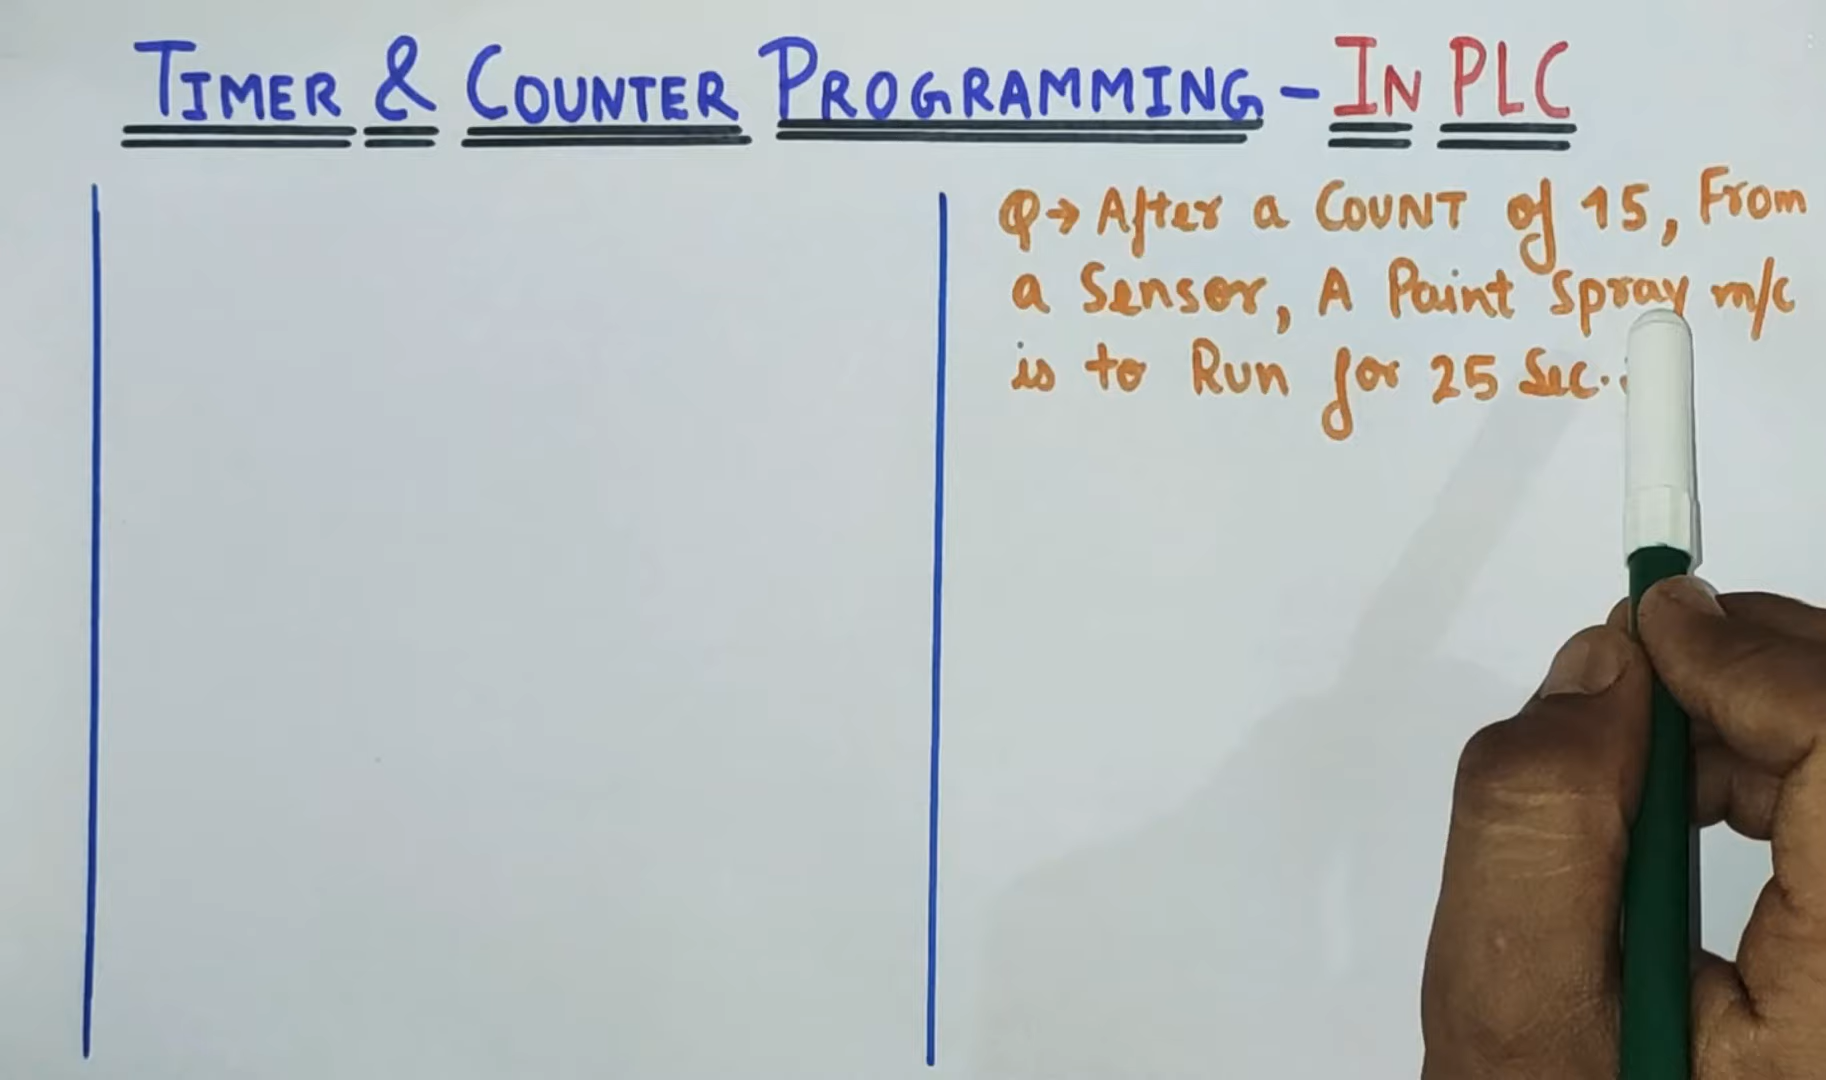 TIMER & COUNTER PROGRAMMING - IN PLC
Q→ After a COUNT of 15, From
a Sensor, A Paint Spray m/c
is to Run for 25 Sec.